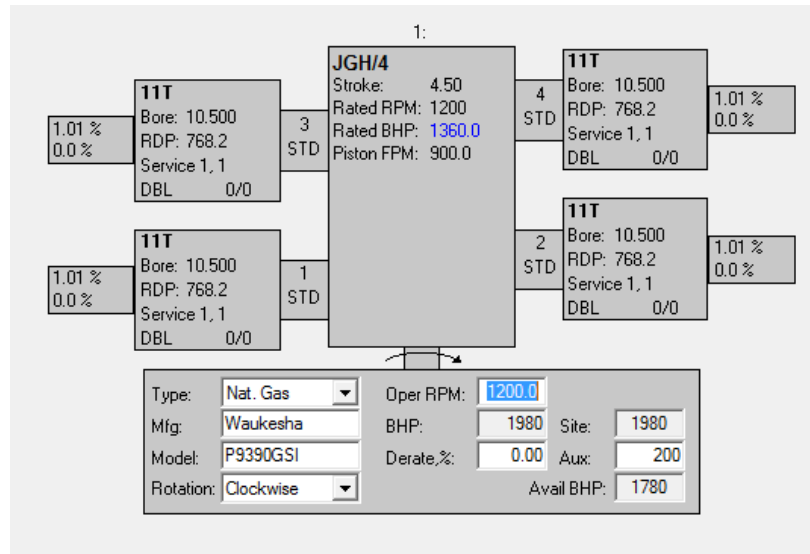 1:
JGH/4
Stroke: 4.50
Rated RPM: 1200
Rated BHP: 1360.0
Piston FPM: 900.0
11T
Bore: 10.500
RDP: 768.2
Service 1, 1
DBL 0/0
1.01 %
0.0 %
3
STD
11T
Bore: 10.500
RDP: 768.2
Service 1, 1
DBL 0/0
1.01 %
0.0 %
4
STD
11T
Bore: 10.500
RDP: 768.2
Service 1, 1
DBL 0/0
1.01 %
0.0 %
1
STD
11T
Bore: 10.500
RDP: 768.2
Service 1, 1
DBL 0/0
1.01 %
0.0 %
2
STD
Type: Nat. Gas Oper RPM: 1200.0
Mfg: Waukesha BHP: 1980 Site: 1980
Model: P9390GSI Derate,%: 0.00 Aux: 200
Rotation: Clockwise Avail BHP: 1780